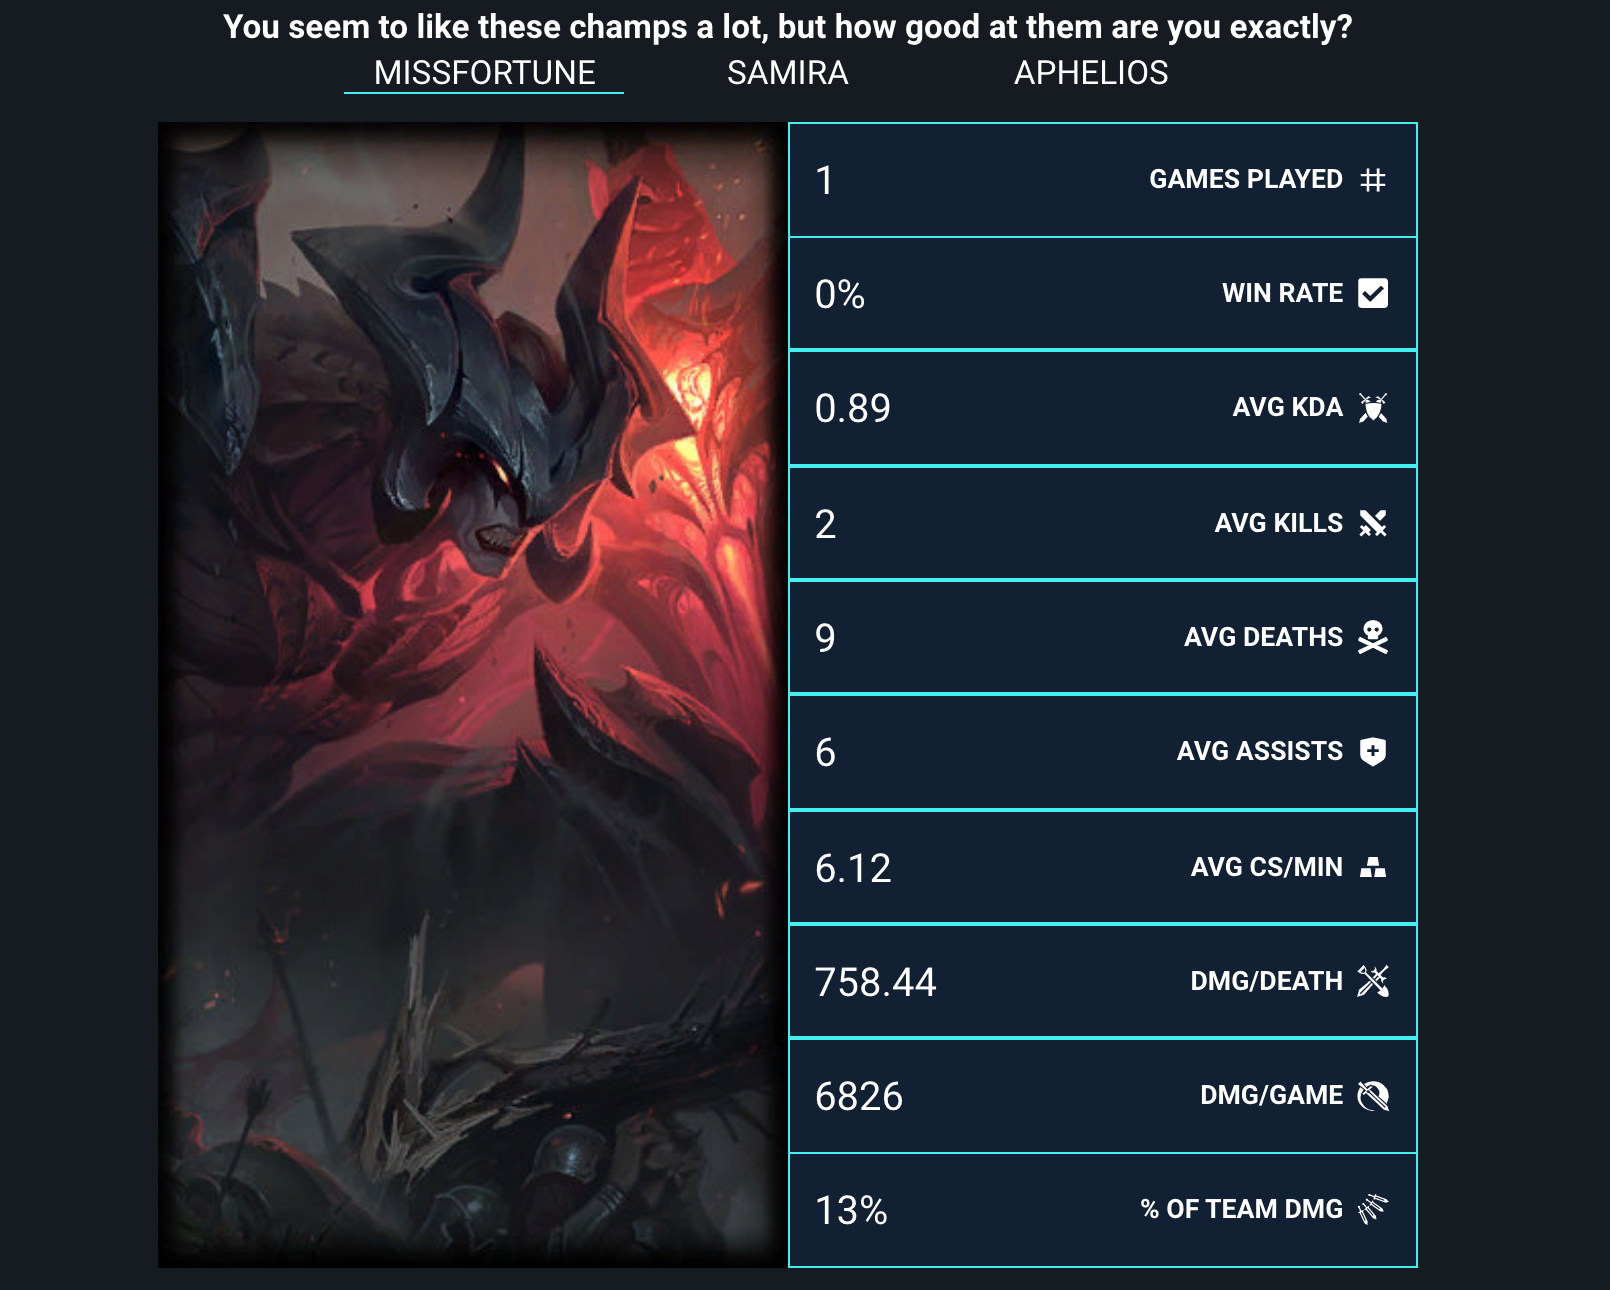 You seem to like these champs a lot, but how good at them are you exactly?
MISSFORTUNE SAMIRA APHELIOS
1 GAMES PLAYED
0% WIN RATE
0.89 AVG KDA
2 AVG KILLS
9 AVG DEATHS
6 AVG ASSISTS
6.12 AVG CS/MIN
758.44 DMG/DEATH
6826 DMG/GAME
13% % OF TEAM DMG